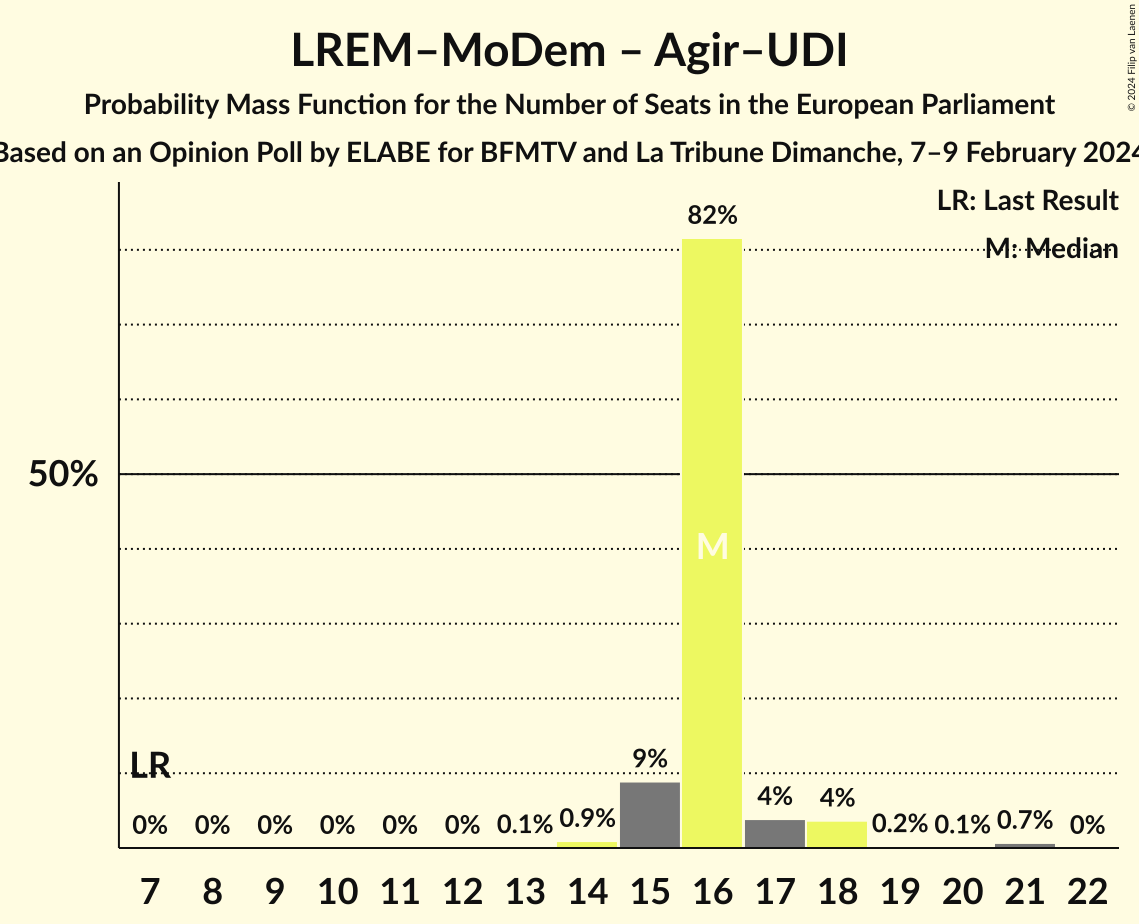 LREM–MoDem – Agir–UDI
Probability Mass Function for the Number of Seats in the European Parliament
Based on an Opinion Poll by ELABE for BFMTV and La Tribune Dimanche, 7–9 February 2024
© 2024 Filip van Laenen
LR: Last Result
M: Median
82%
50%
M
LR
9%
4%
4%
0%
0%
0%
0%
0%
0%
0.1%
0.9%
0.2%
0.1%
0.7%
0%
7 8 9 10 11 12 13 14 15 16 17 18 19 20 21 22